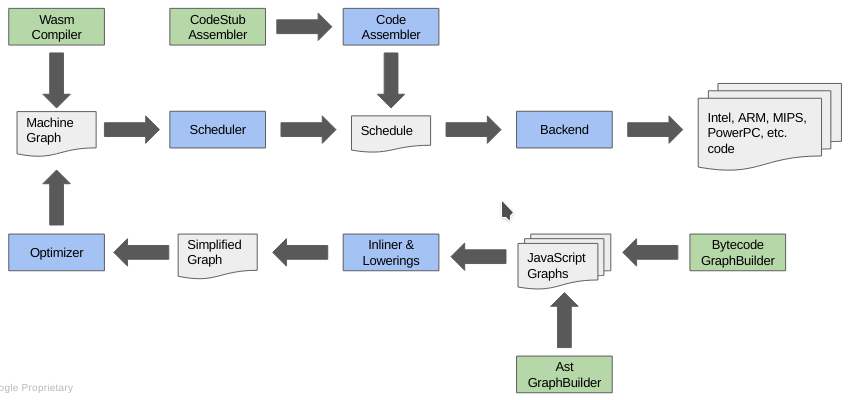 Wasm
Compiler
CodeStub
Assembler
Code
Assembler
Machine
Graph
Scheduler
Schedule
Backend
Intel, ARM, MIPS,
PowerPC, etc.
code
Optimizer
Simplified
Graph
Inliner &
Lowerings
JavaScript
Graphs
Bytecode
GraphBuilder
Ast
GraphBuilder
ogle Proprietary